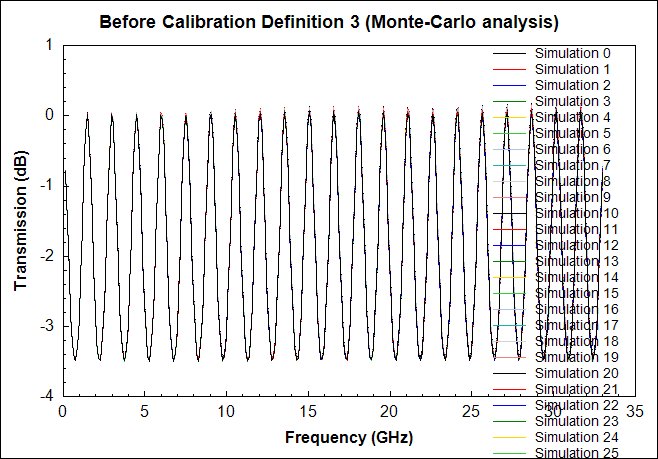 Before Calibration Definition 3 (Monte-Carlo analysis)
Transmission (dB)
1
0
-1
-2
-3
-4
0
5
10
15
20
25
30
35
Frequency (GHz)
Simulation 0
Simulation 1
Simulation 2
Simulation 3
Simulation 4
Simulation 5
Simulation 6
Simulation 7
Simulation 8
Simulation 9
Simulation 10
Simulation 11
Simulation 12
Simulation 13
Simulation 14
Simulation 15
Simulation 16
Simulation 17
Simulation 18
Simulation 19
Simulation 20
Simulation 21
Simulation 22
Simulation 23
Simulation 24
Simulation 25